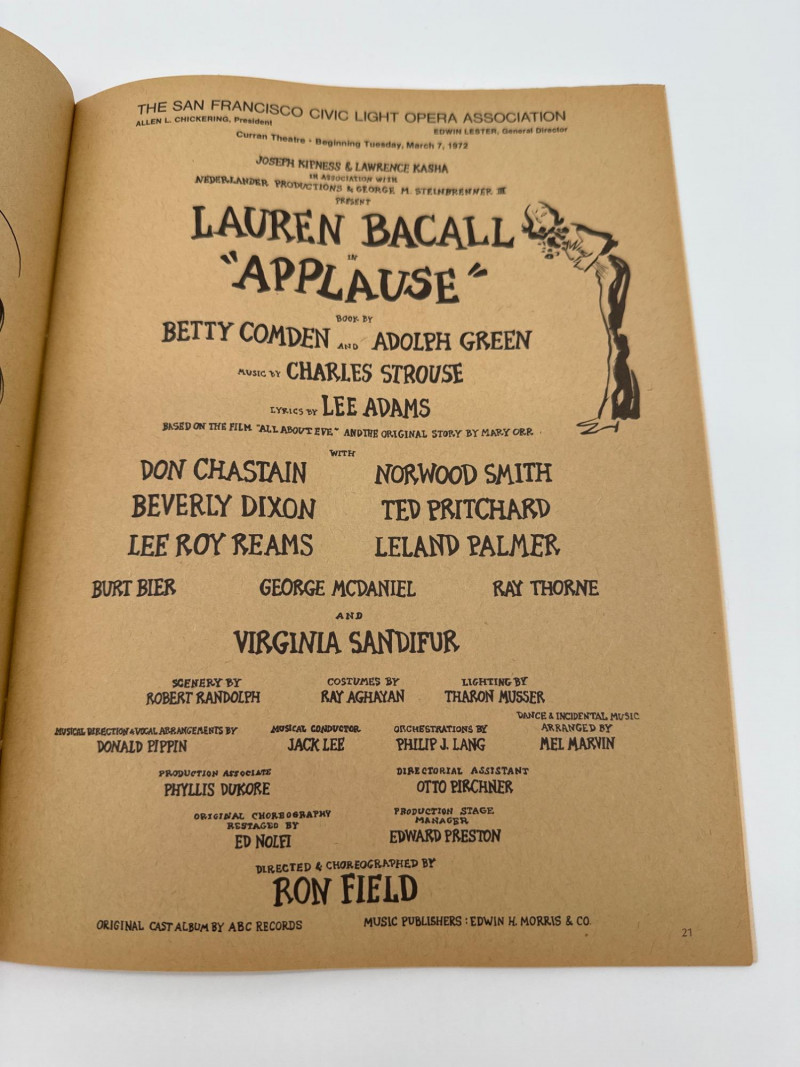 THE SAN FRANCISCO CIVIC LIGHT OPERA ASSOCIATION
ALLEN L. CHICKERING, President EDWIN LESTER, General Director
Curran Theatre • Beginning Tuesday, March 7, 1972
JOSEPH KIPNESS & LAWRENCE KASHA
IN ASSOCIATION WITH
NEDERLANDER PRODUCTIONS & GEORGE M. STEINBRENNER III
PRESENT
LAUREN BACALL
IN
"APPLAUSE"
BOOK BY
BETTY COMDEN AND ADOLPH GREEN
MUSIC BY CHARLES STROUSE
LYRICS BY LEE ADAMS
BASED ON THE FILM "ALL ABOUT EVE" AND THE ORIGINAL STORY BY MARY ORR
WITH
DON CHASTAIN NORWOOD SMITH
BEVERLY DIXON TED PRITCHARD
LEE ROY REAMS LELAND PALMER
BURT BIER GEORGE MCDANIEL RAY THORNE
AND
VIRGINIA SANDIFUR
SCENERY BY COSTUMES BY LIGHTING BY
ROBERT RANDOLPH RAY AGHAYAN THARON MUSSER
MUSICAL DIRECTION & VOCAL ARRANGEMENTS BY MUSICAL CONDUCTOR ORCHESTRATIONS BY DANCE & INCIDENTAL MUSIC
ARRANGED BY
DONALD PIPPIN JACK LEE PHILIP J. LANG MEL MARVIN
PRODUCTION ASSOCIATE DIRECTORIAL ASSISTANT
PHYLLIS DUKORE OTTO PIRCHNER
ORIGINAL CHOREOGRAPHY PRODUCTION STAGE
RESTAGED BY MANAGER
ED NOLFI EDWARD PRESTON
DIRECTED & CHOREOGRAPHED BY
RON FIELD
ORIGINAL CAST ALBUM BY ABC RECORDS MUSIC PUBLISHERS: EDWIN H. MORRIS & CO.
21